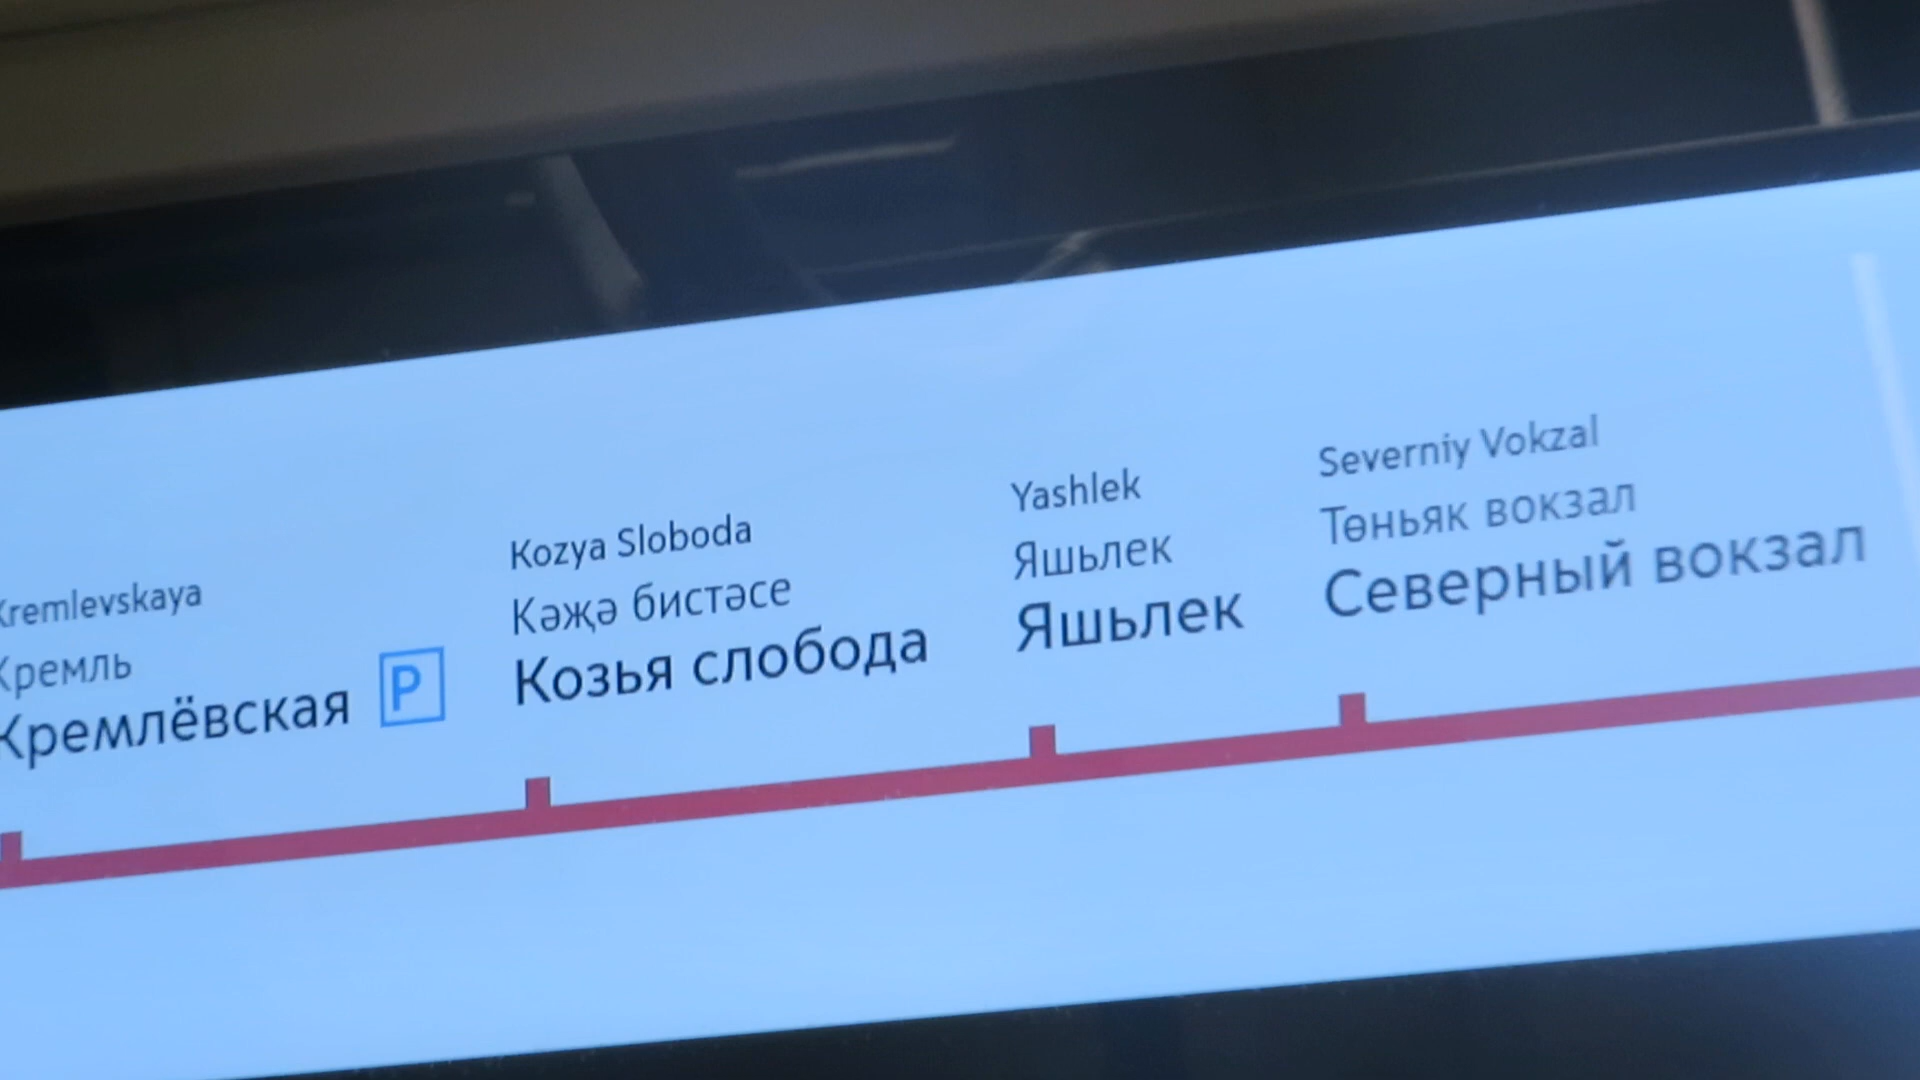 Kremlevskaya
Кремль
Кремлёвская
P
Kozya Sloboda
Кәҗә бистәсе
Козья слобода
Yashlek
Яшьлек
Яшьлек
Severniy Vokzal
Төньяк вокзал
Северный вокзал